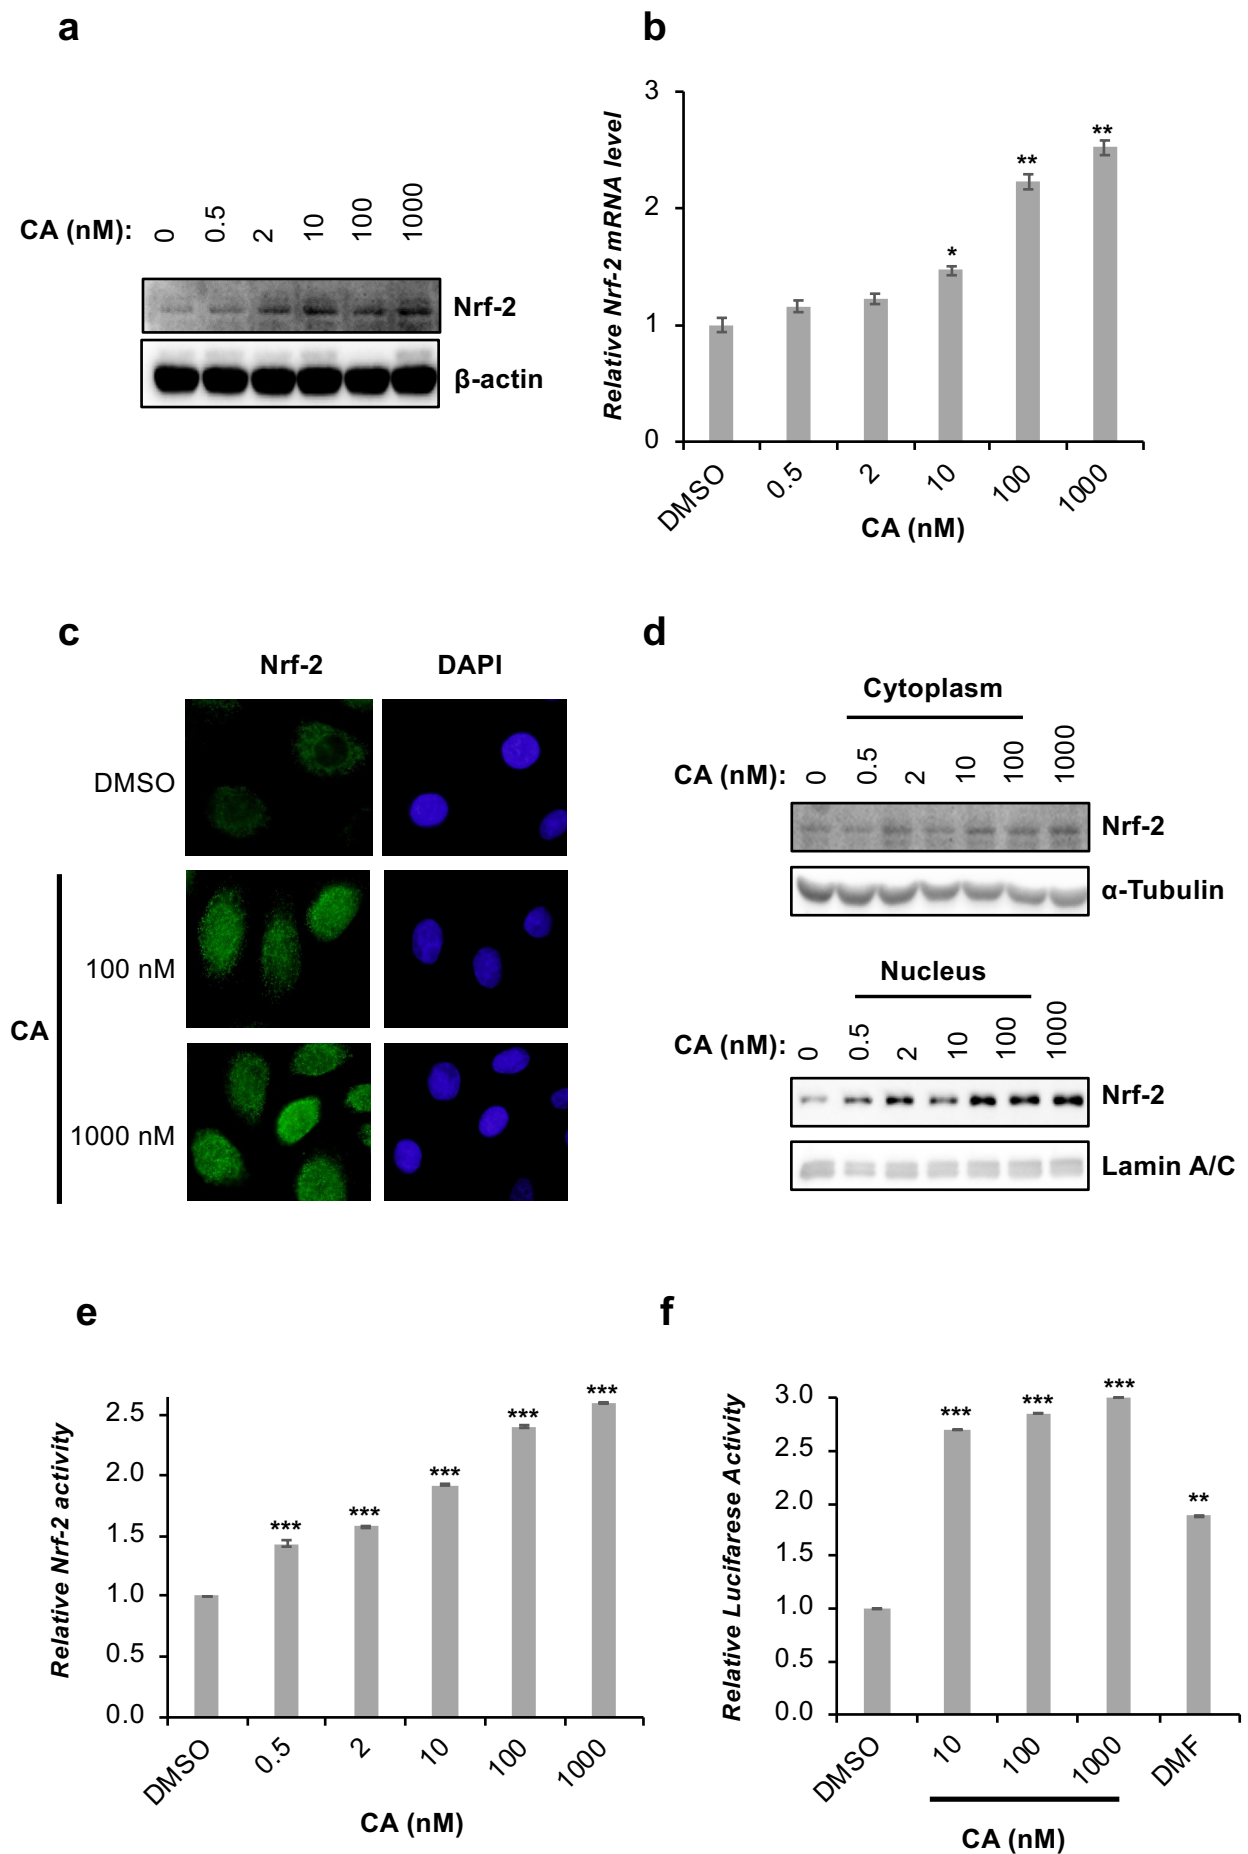 a
CA (nM):
0
0.5
2
10
100
1000
Nrf-2
β-actin
b
Relative Nrf-2 mRNA level
3
2
1
0
**
**
*
DMSO
0.5
2
10
100
1000
CA (nM)
c
Nrf-2 DAPI
DMSO
100 nM
CA
1000 nM
d
Cytoplasm
CA (nM):
0
0.5
2
10
100
1000
Nrf-2
α-Tubulin
Nucleus
CA (nM):
0
0.5
2
10
100
1000
Nrf-2
Lamin A/C
e
Relative Nrf-2 activity
2.5
2.0
1.5
1.0
0.5
0.0
***
***
***
***
***
DMSO
0.5
2
10
100
1000
CA (nM)
f
Relative Lucifarese Activity
3.0
2.5
2.0
1.5
1.0
0.5
0.0
***
***
***
**
DMSO
10
100
1000
DMF
CA (nM)